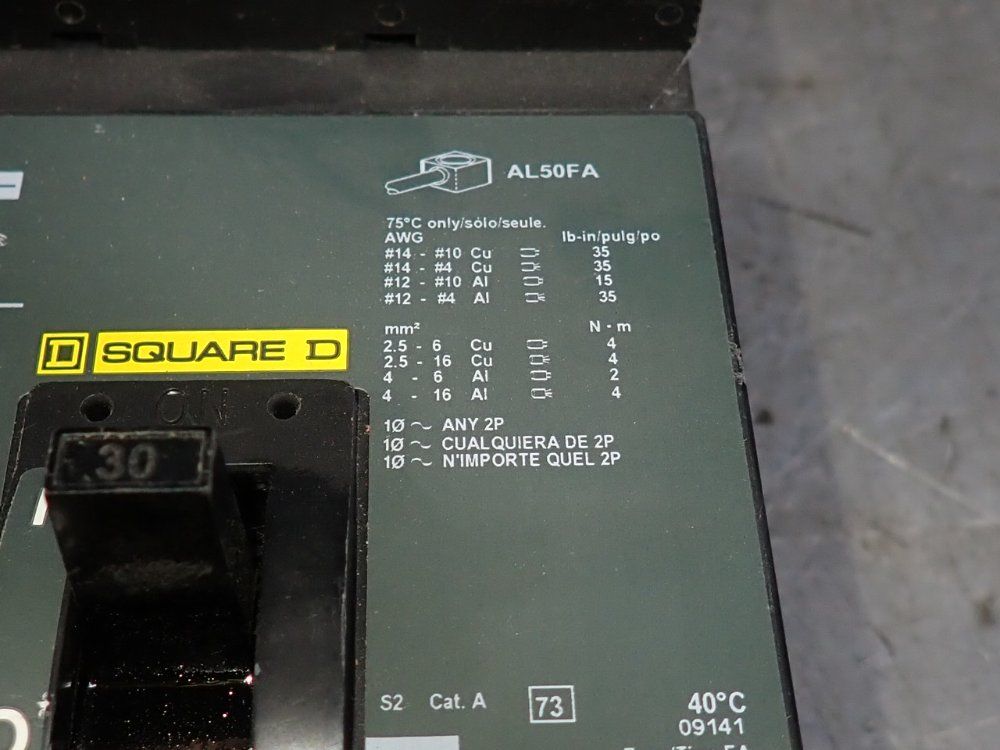 AL50FA
75°C only/sólo/seule.
AWG lb-in/pulg/po
#14 - #10 Cu 35
#14 - #4 Cu 35
#12 - #10 Al 15
#12 - #4 Al 35
mm² N · m
2.5 - 6 Cu 4
2.5 - 16 Cu 4
4 - 6 Al 2
4 - 16 Al 4
1Ø ~ ANY 2P
1Ø ~ CUALQUIERA DE 2P
1Ø ~ N'IMPORTE QUEL 2P
D SQUARE D
ON
30
S2 Cat. A 73 40°C
09141